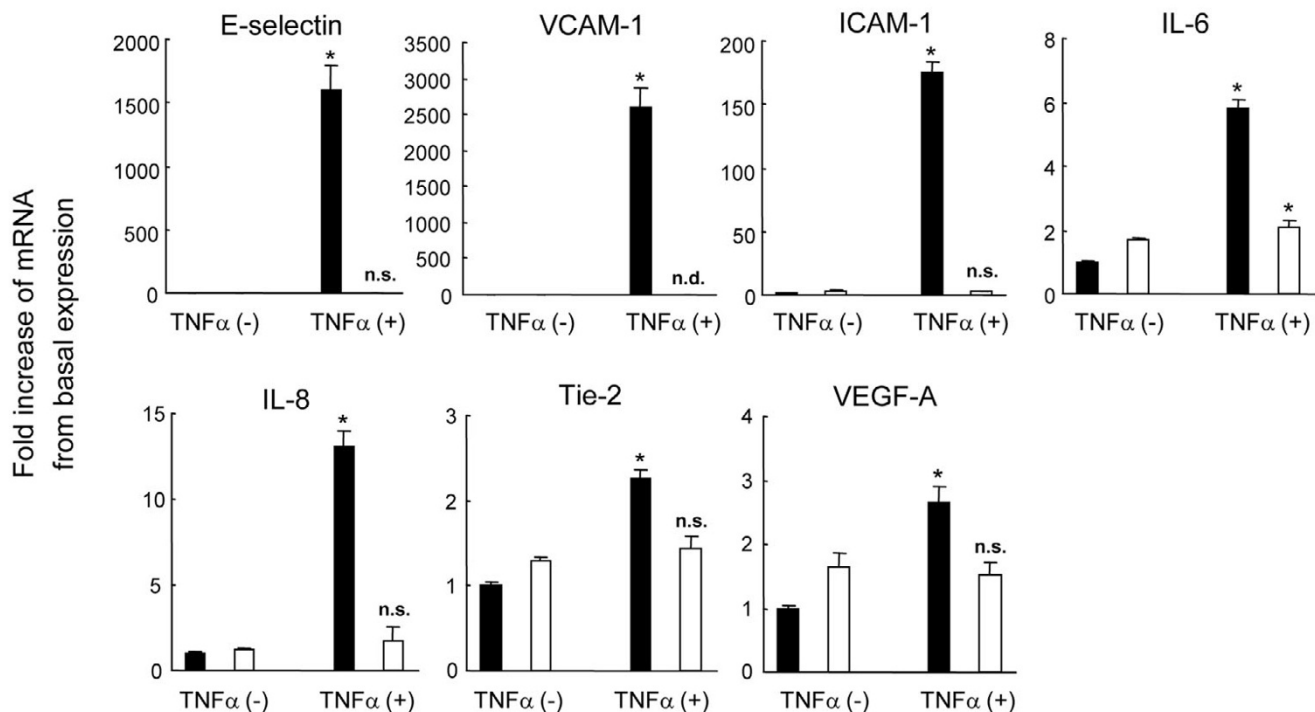 Fold increase of mRNA
from basal expression
E-selectin
2000
1500
1000
500
0
*
n.s.
TNFα (-) TNFα (+)
VCAM-1
3500
3000
2500
2000
1500
1000
500
0
*
n.d.
TNFα (-) TNFα (+)
ICAM-1
200
150
100
50
0
*
n.s.
TNFα (-) TNFα (+)
IL-6
8
6
4
2
0
*
*
TNFα (-) TNFα (+)
IL-8
15
10
5
0
*
n.s.
TNFα (-) TNFα (+)
Tie-2
3
2
1
0
*
n.s.
TNFα (-) TNFα (+)
VEGF-A
4
3
2
1
0
*
n.s.
TNFα (-) TNFα (+)